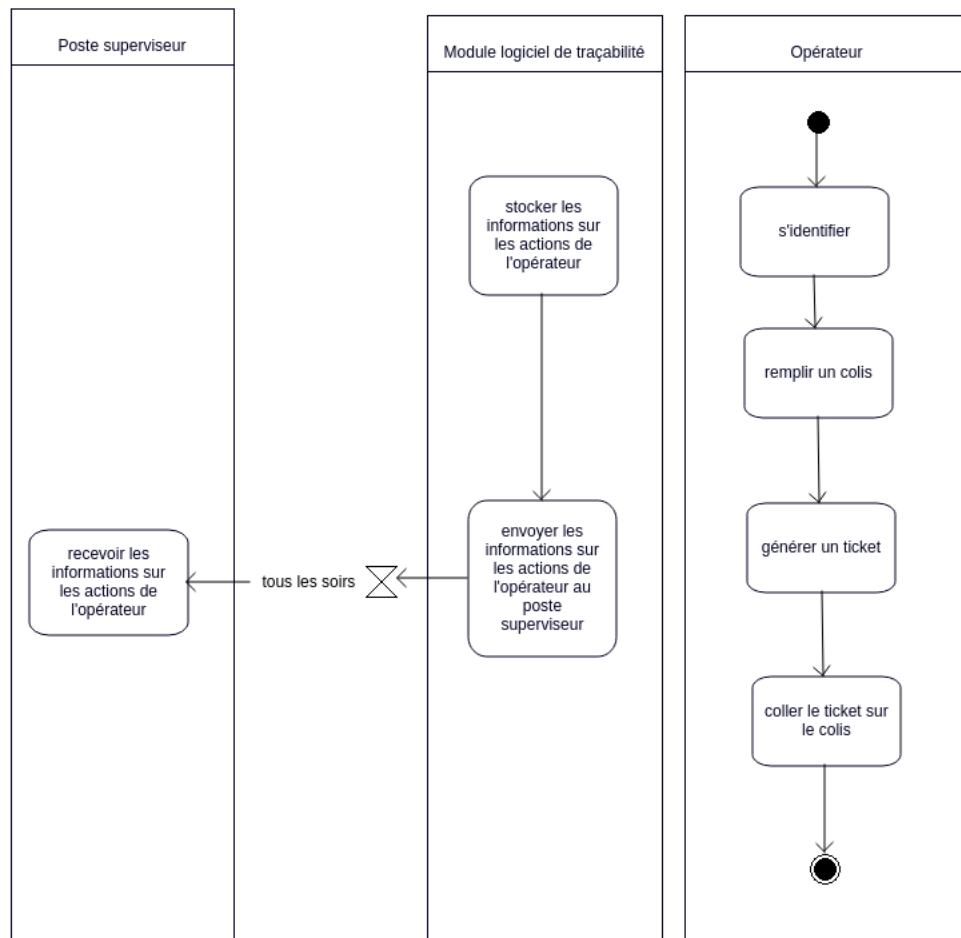 Poste superviseur
Module logiciel de traçabilité
Opérateur
stocker les
informations sur
les actions de
l'opérateur
s'identifier
remplir un colis
envoyer les
informations sur
les actions de
l'opérateur au
poste
superviseur
générer un ticket
recevoir les
informations sur
les actions de
l'opérateur
tous les soirs
coller le ticket sur
le colis